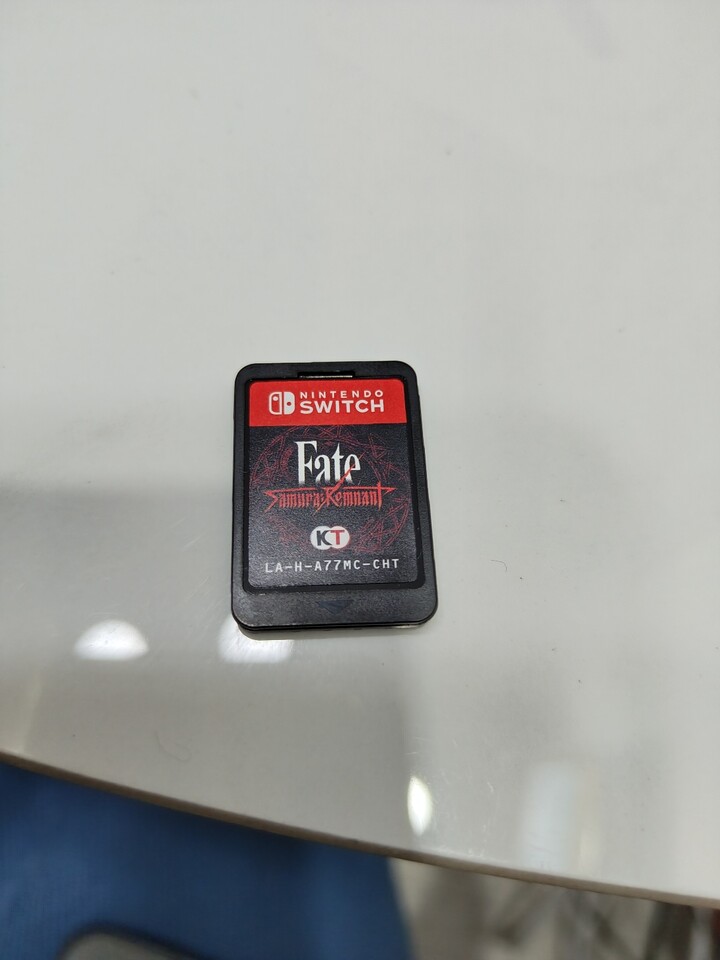 NINTENDO
SWITCH
Fate
Samurai Remnant
KT
LA-H-A77MC-CHT